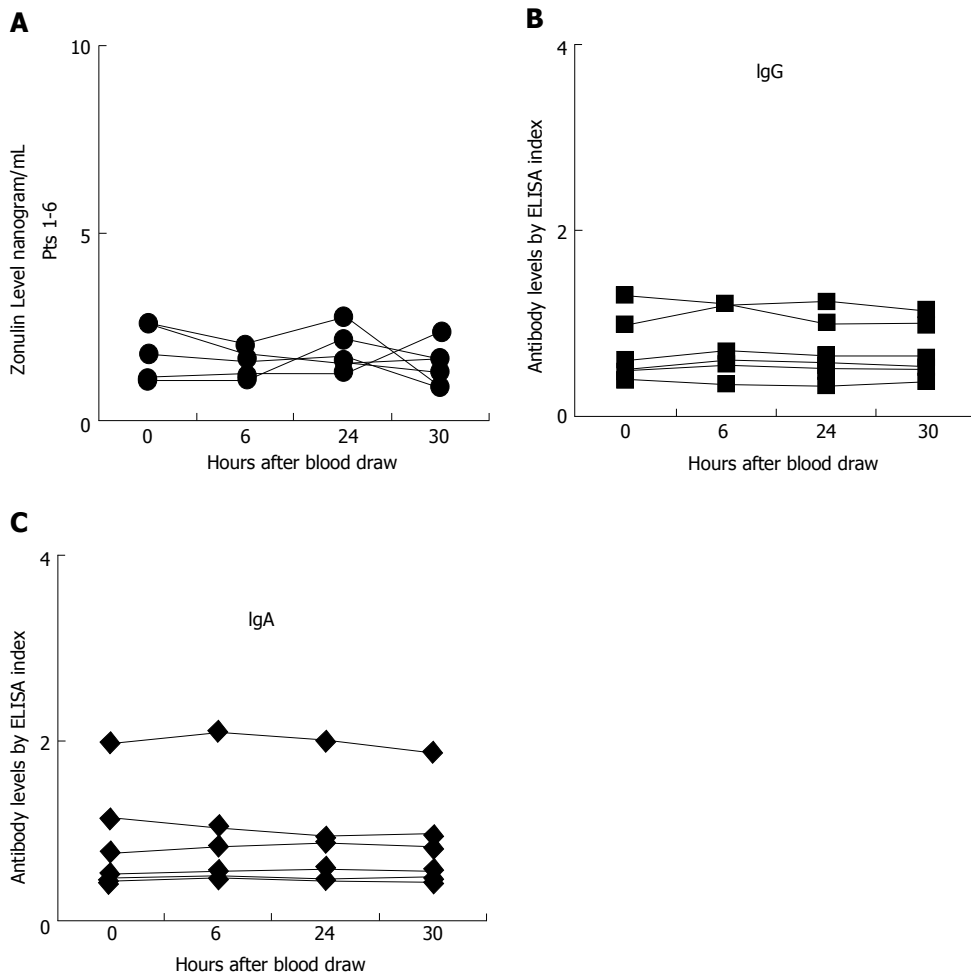 A
10
5
0
Zonulin Level nanogram/mL
Pts 1-6
0 6 24 30
Hours after blood draw
B
4
2
0
Antibody levels by ELISA index
IgG
0 6 24 30
Hours after blood draw
C
4
2
0
Antibody levels by ELISA index
IgA
0 6 24 30
Hours after blood draw